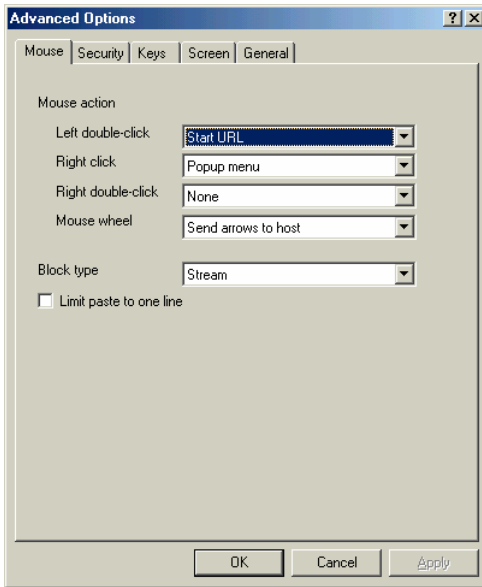 Advanced Options
Mouse Security Keys Screen General
Mouse action
Left double-click Start URL
Right click Popup menu
Right double-click None
Mouse wheel Send arrows to host
Block type Stream
Limit paste to one line
OK Cancel Apply